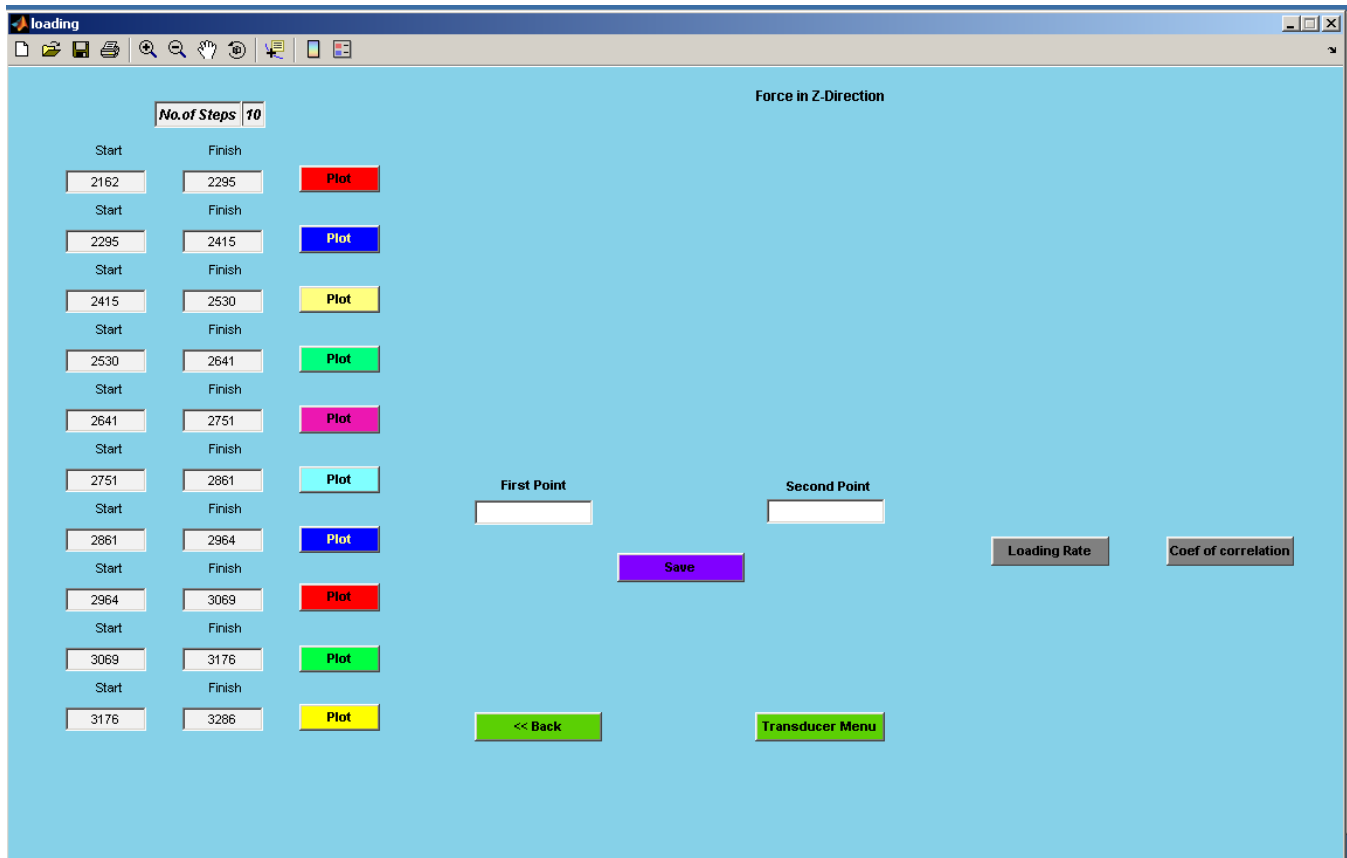 loading
Force in Z-Direction
No.of Steps 10
Start Finish
2162 2295 Plot
Start Finish
2295 2415 Plot
Start Finish
2415 2530 Plot
Start Finish
2530 2641 Plot
Start Finish
2641 2751 Plot
Start Finish
2751 2861 Plot
First Point Second Point
Start Finish
2861 2964 Plot
Loading Rate Coef of correlation
Save
Start Finish
2964 3069 Plot
Start Finish
3069 3176 Plot
Start Finish
3176 3286 Plot
<< Back Transducer Menu